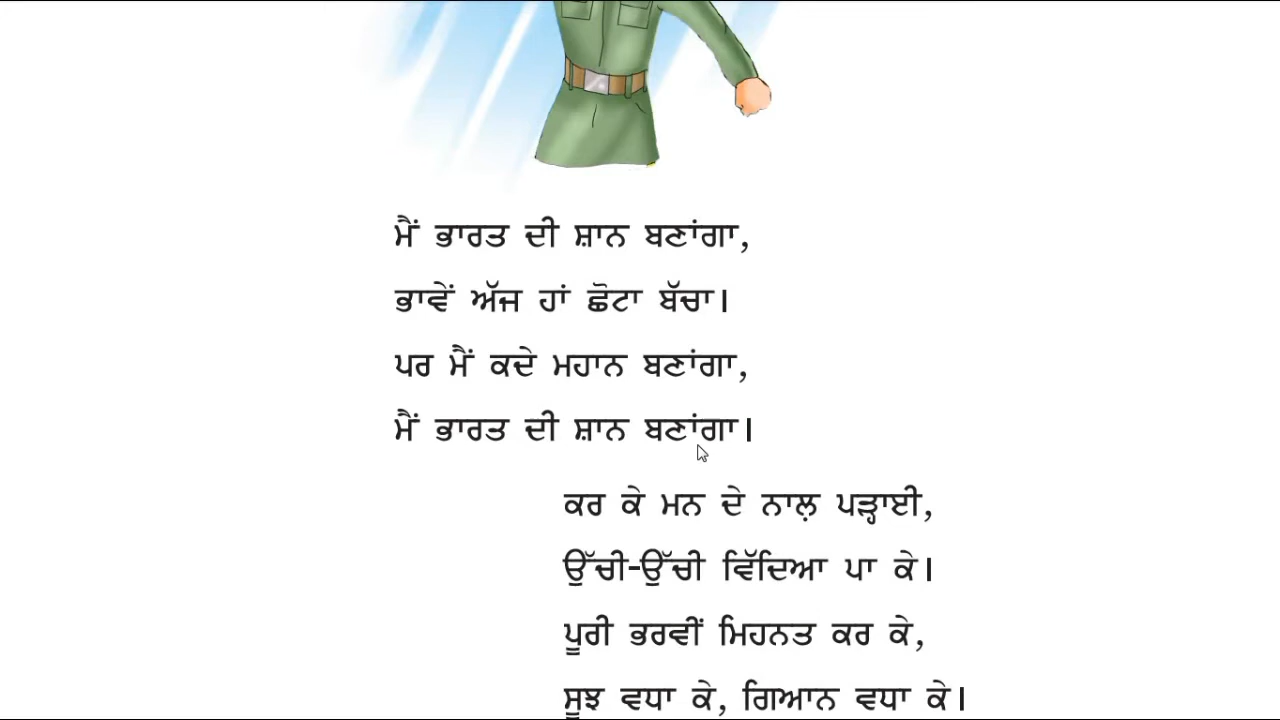 ਮੈਂ ਭਾਰਤ ਦੀ ਸ਼ਾਨ ਬਣਾਂਗਾ,
ਭਾਵੇਂ ਅੱਜ ਹਾਂ ਛੋਟਾ ਬੱਚਾ।
ਪਰ ਮੈਂ ਕਦੇ ਮਹਾਨ ਬਣਾਂਗਾ,
ਮੈਂ ਭਾਰਤ ਦੀ ਸ਼ਾਨ ਬਣਾਂਗਾ।
ਕਰ ਕੇ ਮਨ ਦੇ ਨਾਲ਼ ਪੜ੍ਹਾਈ,
ਉੱਚੀ-ਉੱਚੀ ਵਿੱਦਿਆ ਪਾ ਕੇ।
ਪੂਰੀ ਭਰਵੀਂ ਮਿਹਨਤ ਕਰ ਕੇ,
ਸੂਝ ਵਧਾ ਕੇ, ਗਿਆਨ ਵਧਾ ਕੇ।